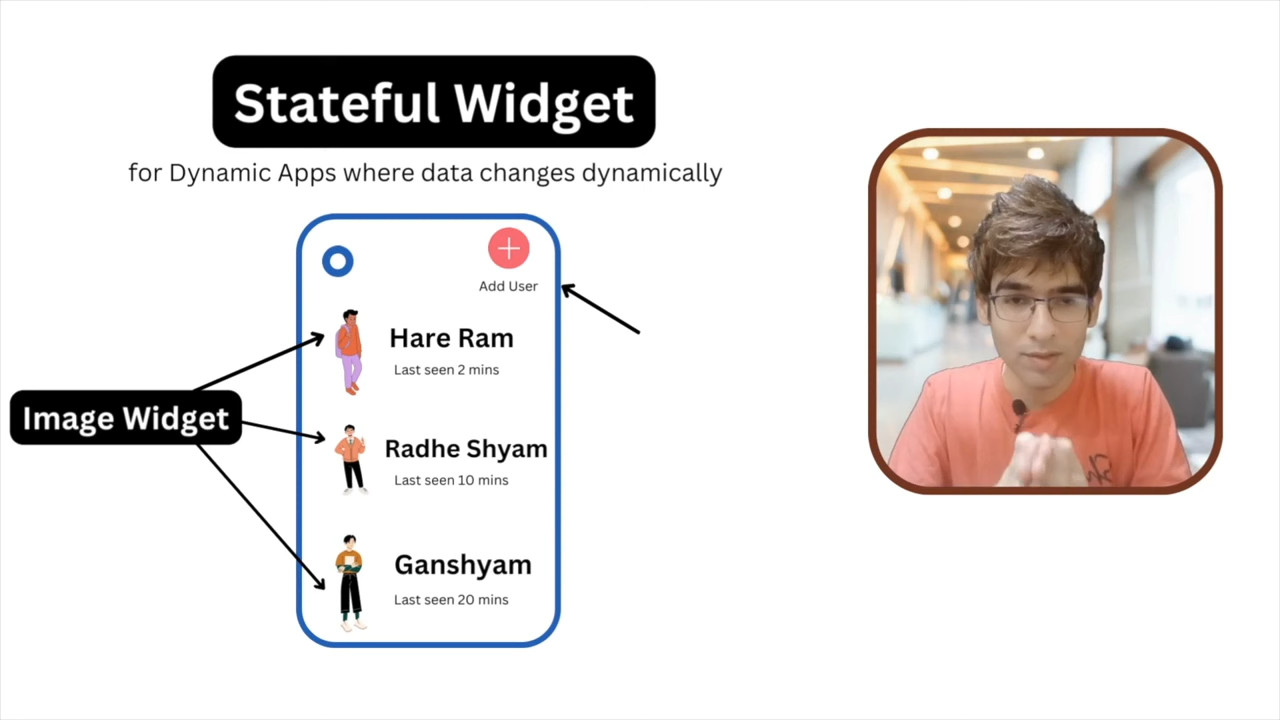 Stateful Widget
for Dynamic Apps where data changes dynamically
Add User
Hare Ram
Last seen 2 mins
Image Widget
Radhe Shyam
Last seen 10 mins
Ganshyam
Last seen 20 mins